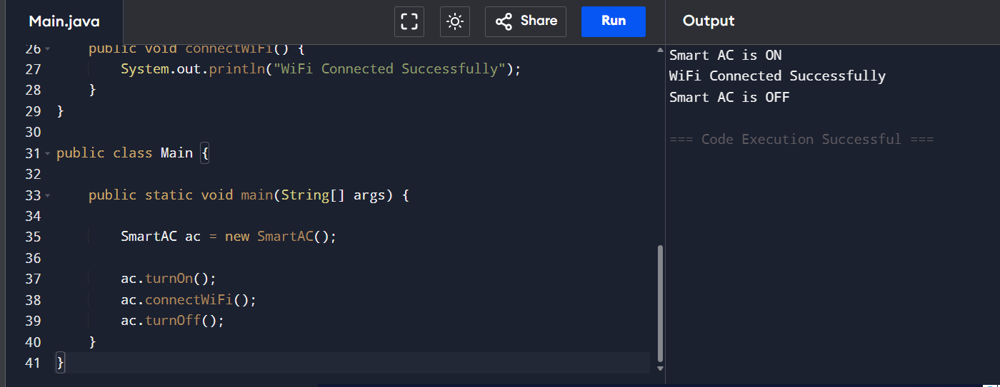 Main.java
Share
Run
Output
26 public void connectWiFi() {
27 System.out.println("WiFi Connected Successfully");
28 }
29 }
30
31 public class Main {
32
33 public static void main(String[] args) {
34
35 SmartAC ac = new SmartAC();
36
37 ac.turnOn();
38 ac.connectWiFi();
39 ac.turnOff();
40 }
41 }
Smart AC is ON
WiFi Connected Successfully
Smart AC is OFF
=== Code Execution Successful ===